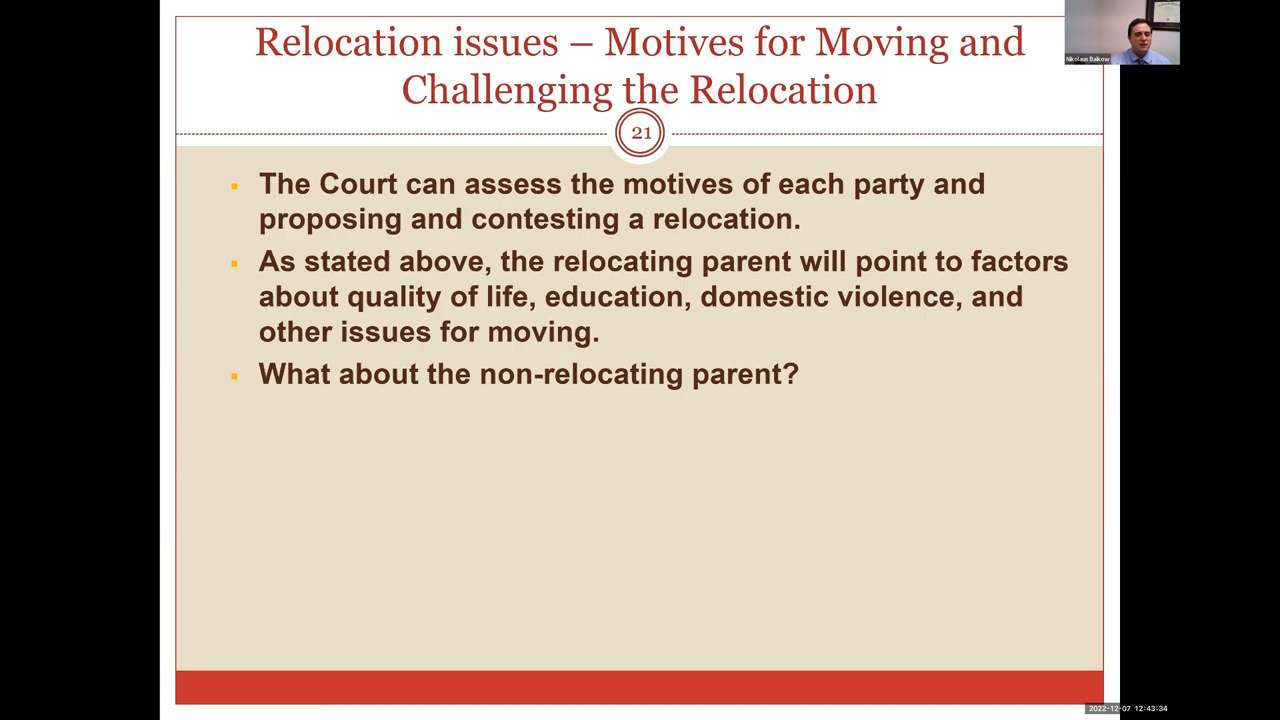 Relocation issues – Motives for Moving and
Challenging the Relocation
Nikolaus Baikow
21
▪ The Court can assess the motives of each party and
proposing and contesting a relocation.
▪ As stated above, the relocating parent will point to factors
about quality of life, education, domestic violence, and
other issues for moving.
▪ What about the non-relocating parent?
2022-12-07 12:43:34